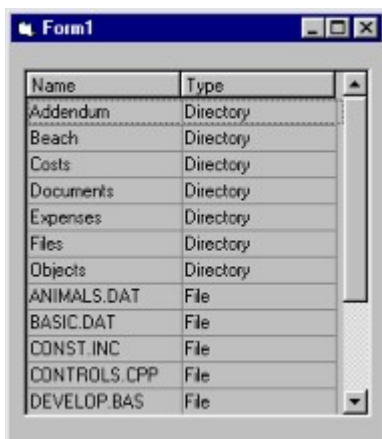 Form1
Name Type
Addendum Directory
Beach Directory
Costs Directory
Documents Directory
Expenses Directory
Files Directory
Objects Directory
ANIMALS.DAT File
BASIC.DAT File
CONST.INC File
CONTROLS.CPP File
DEVELOP.BAS File